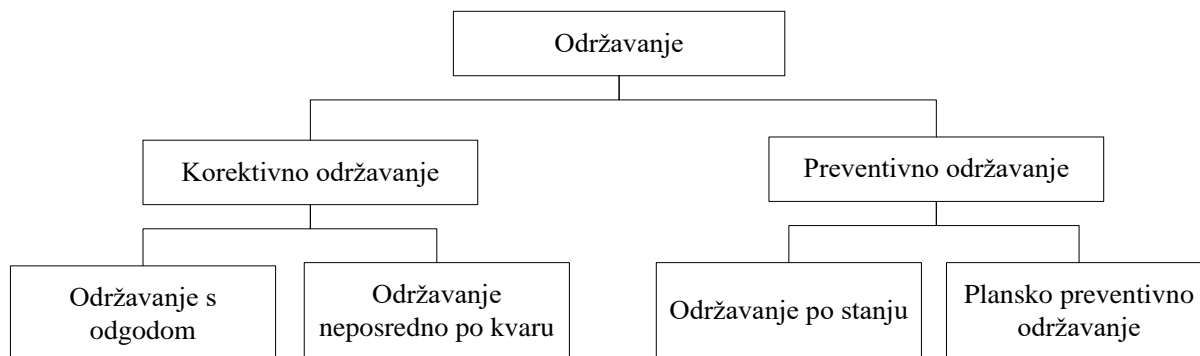 Održavanje
Korektivno održavanje
Preventivno održavanje
Održavanje s
odgodom
Održavanje
neposredno po kvaru
Održavanje po stanju
Plansko preventivno
održavanje